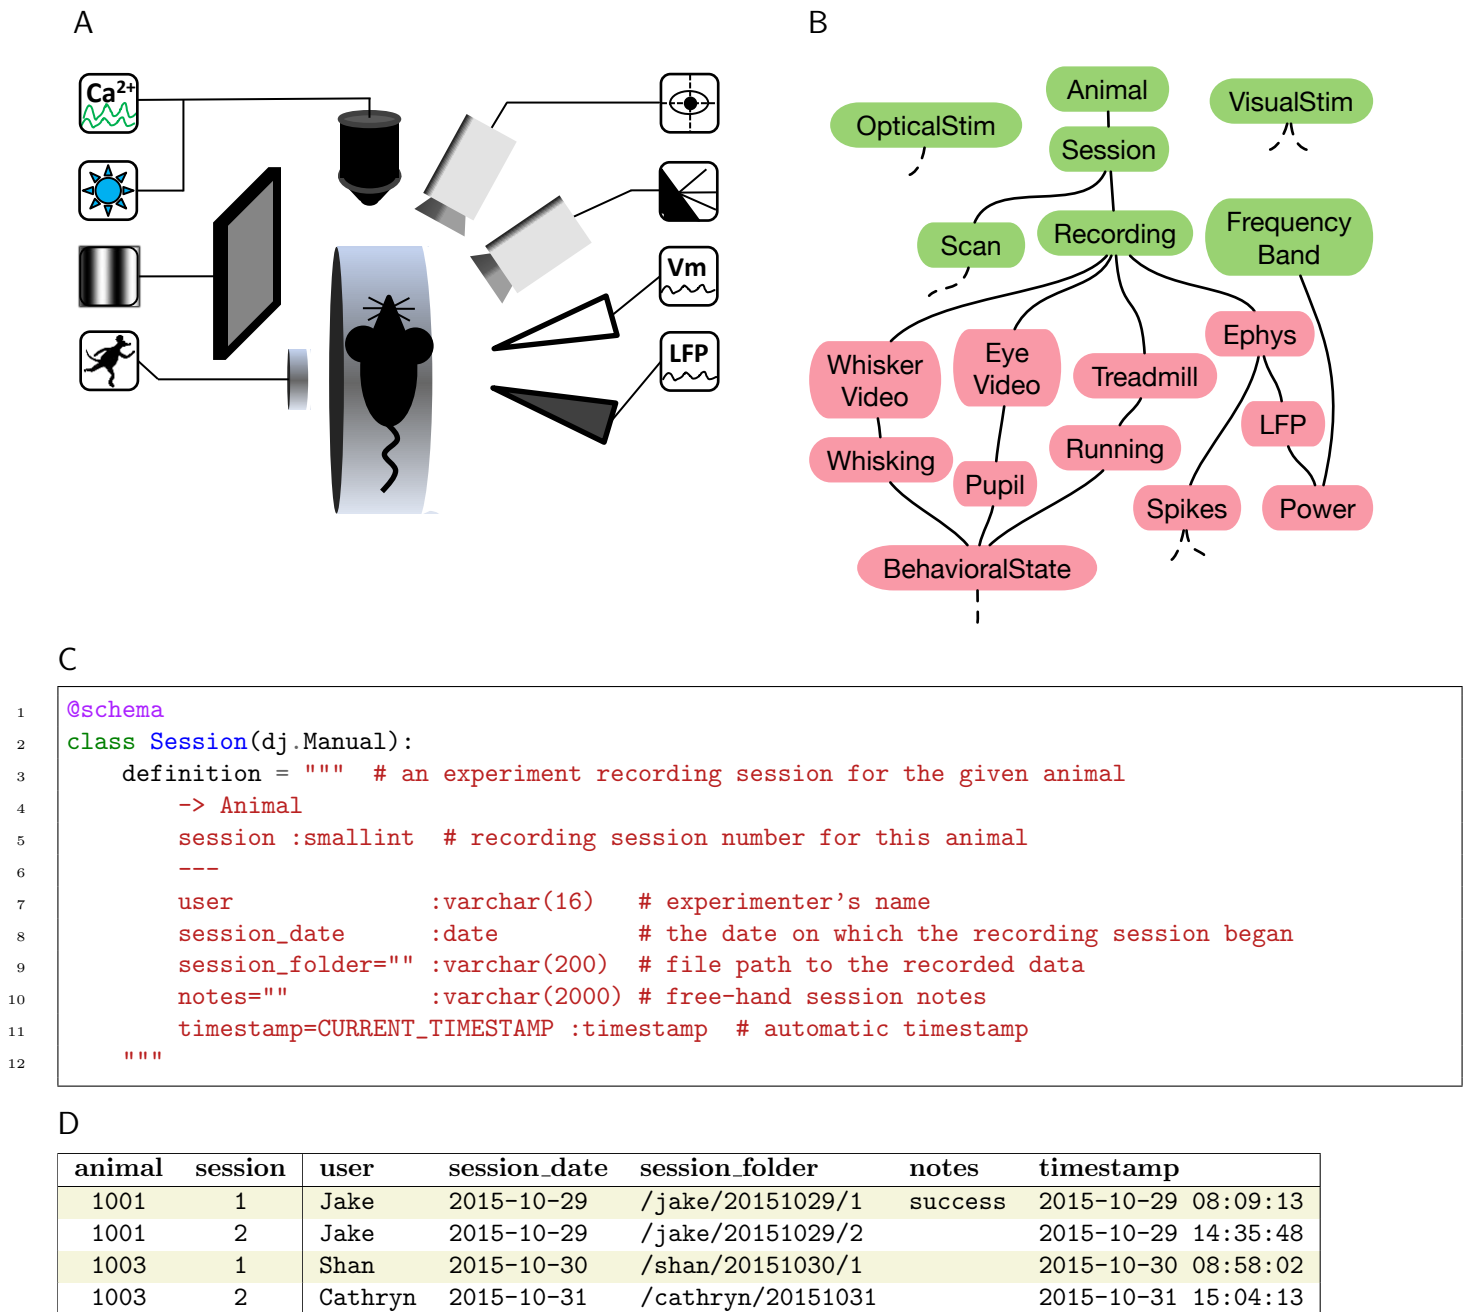 A
B
Ca2+
Vm
LFP
OpticalStim
Animal
VisualStim
Session
Scan
Recording
Frequency
Band
Whisker
Video
Eye
Video
Treadmill
Ephys
LFP
Whisking
Pupil
Running
Spikes
Power
BehavioralState
C
1 @schema
2 class Session(dj.Manual):
3 definition = """ # an experiment recording session for the given animal
4 -> Animal
5 session :smallint # recording session number for this animal
6 ---
7 user :varchar(16) # experimenter's name
8 session_date :date # the date on which the recording session began
9 session_folder="" :varchar(200) # file path to the recorded data
10 notes="" :varchar(2000) # free-hand session notes
11 timestamp=CURRENT_TIMESTAMP :timestamp # automatic timestamp
12 """
D
animal session user session_date session_folder notes timestamp
1001 1 Jake 2015-10-29 /jake/20151029/1 success 2015-10-29 08:09:13
1001 2 Jake 2015-10-29 /jake/20151029/2 2015-10-29 14:35:48
1003 1 Shan 2015-10-30 /shan/20151030/1 2015-10-30 08:58:02
1003 2 Cathryn 2015-10-31 /cathryn/20151031 2015-10-31 15:04:13